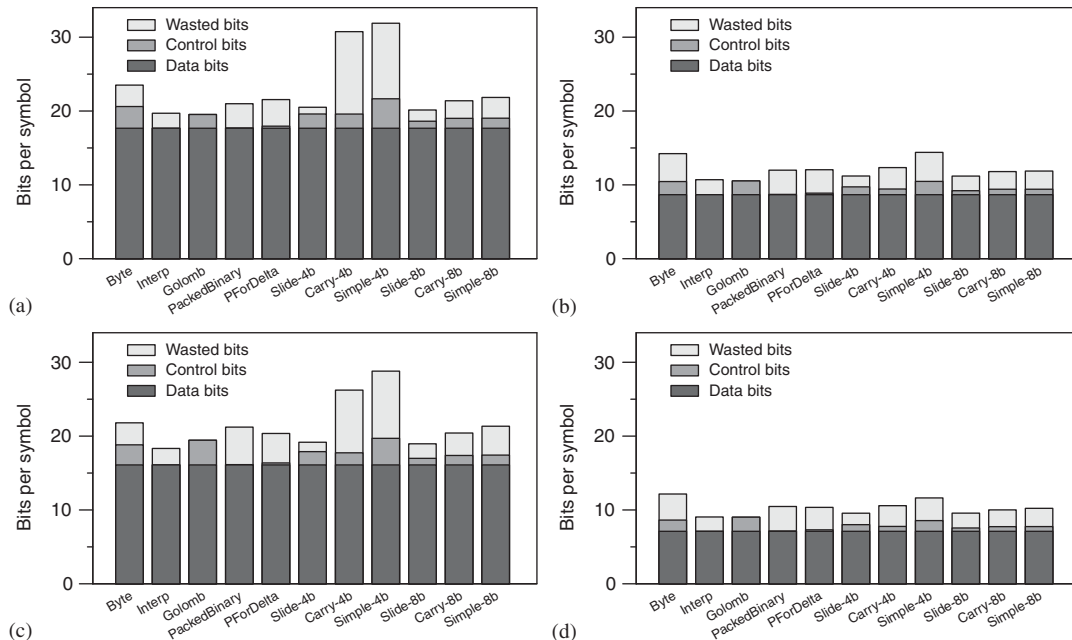 30
20
10
0
Bits per symbol
Wasted bits
Control bits
Data bits
Byte
Interp
Golomb
PackedBinary
PForDelta
Slide-4b
Carry-4b
Simple-4b
Slide-8b
Carry-8b
Simple-8b
(a)
30
20
10
0
Bits per symbol
Wasted bits
Control bits
Data bits
Byte
Interp
Golomb
PackedBinary
PForDelta
Slide-4b
Carry-4b
Simple-4b
Slide-8b
Carry-8b
Simple-8b
(b)
30
20
10
0
Bits per symbol
Wasted bits
Control bits
Data bits
Byte
Interp
Golomb
PackedBinary
PForDelta
Slide-4b
Carry-4b
Simple-4b
Slide-8b
Carry-8b
Simple-8b
(c)
30
20
10
0
Bits per symbol
Wasted bits
Control bits
Data bits
Byte
Interp
Golomb
PackedBinary
PForDelta
Slide-4b
Carry-4b
Simple-4b
Slide-8b
Carry-8b
Simple-8b
(d)